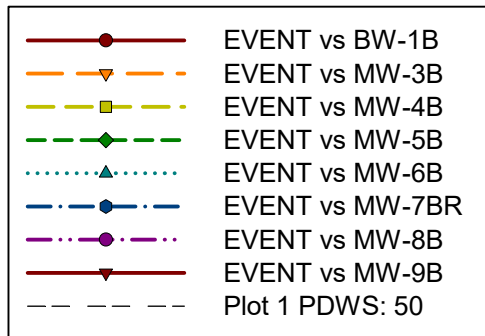 EVENT vs BW-1B
EVENT vs MW-3B
EVENT vs MW-4B
EVENT vs MW-5B
EVENT vs MW-6B
EVENT vs MW-7BR
EVENT vs MW-8B
EVENT vs MW-9B
Plot 1 PDWS: 50